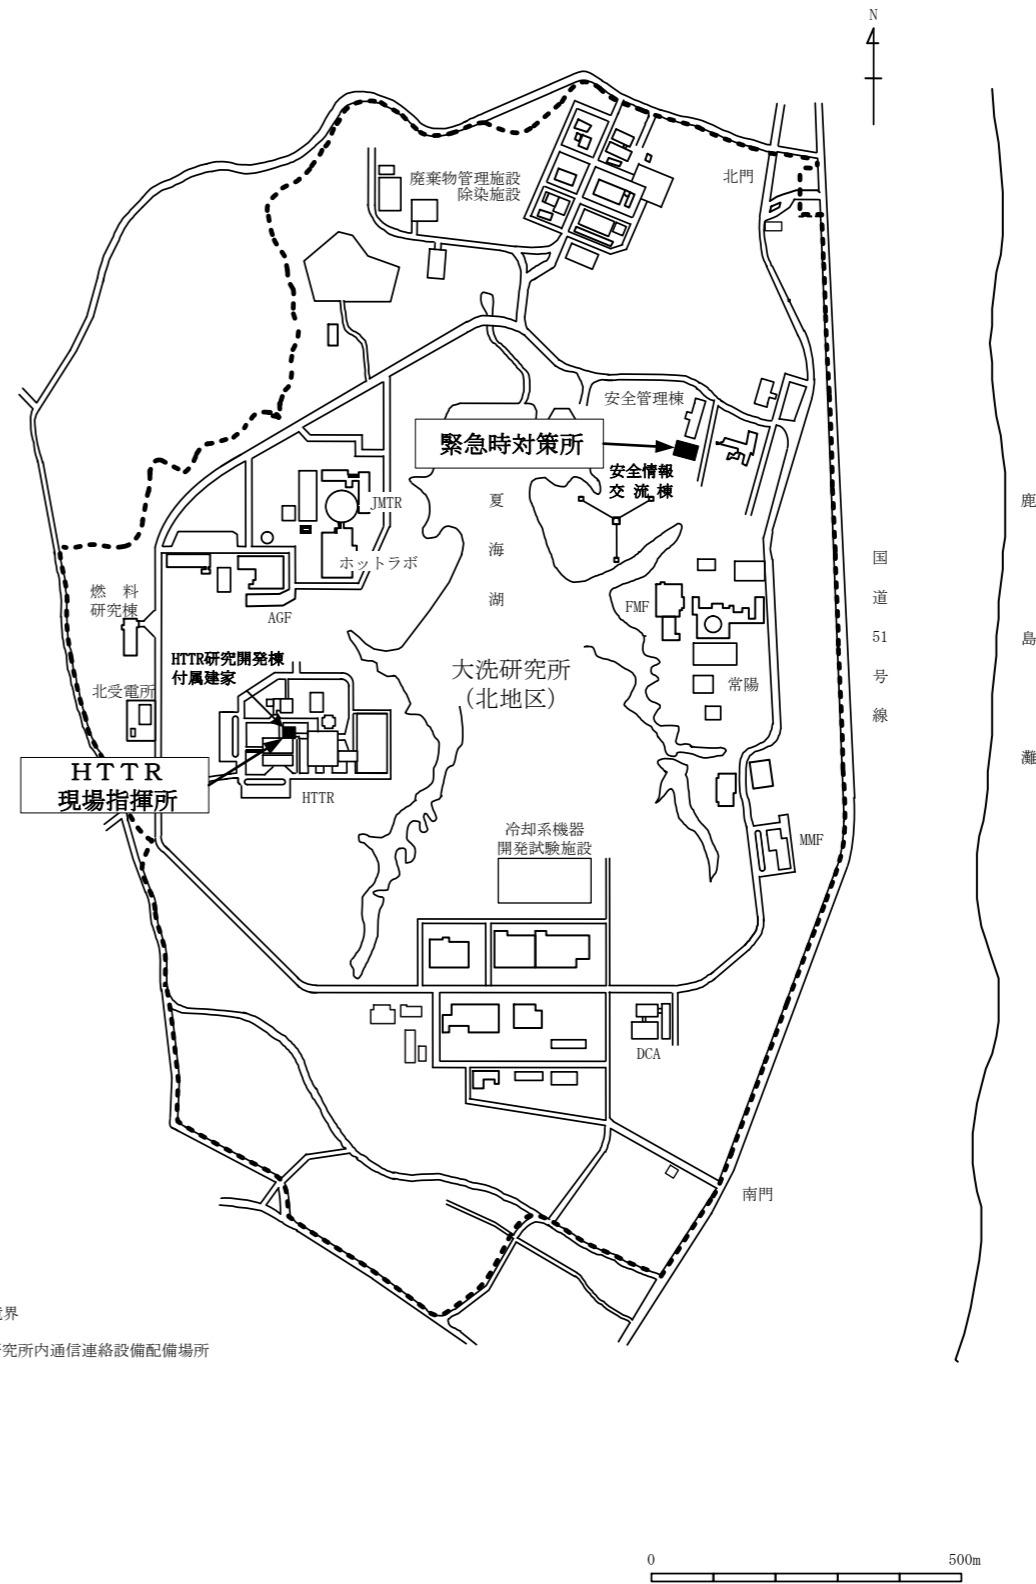 N
北門
廃棄物管理施設
除染施設
安全管理棟
緊急時対策所
安全情報
交 流 棟
JMTR
夏
海
湖
ホットラボ
鹿
島
灘
国
道
51
号
線
燃 料
研究棟
AGF
FMF
HTTR研究開発棟
付属建家
大洗研究所
(北地区)
常陽
北受電所
HTTR
現場指揮所
HTTR
冷却系機器
開発試験施設
MMF
DCA
南門
界
究所内通信連絡設備配備場所
0 500m